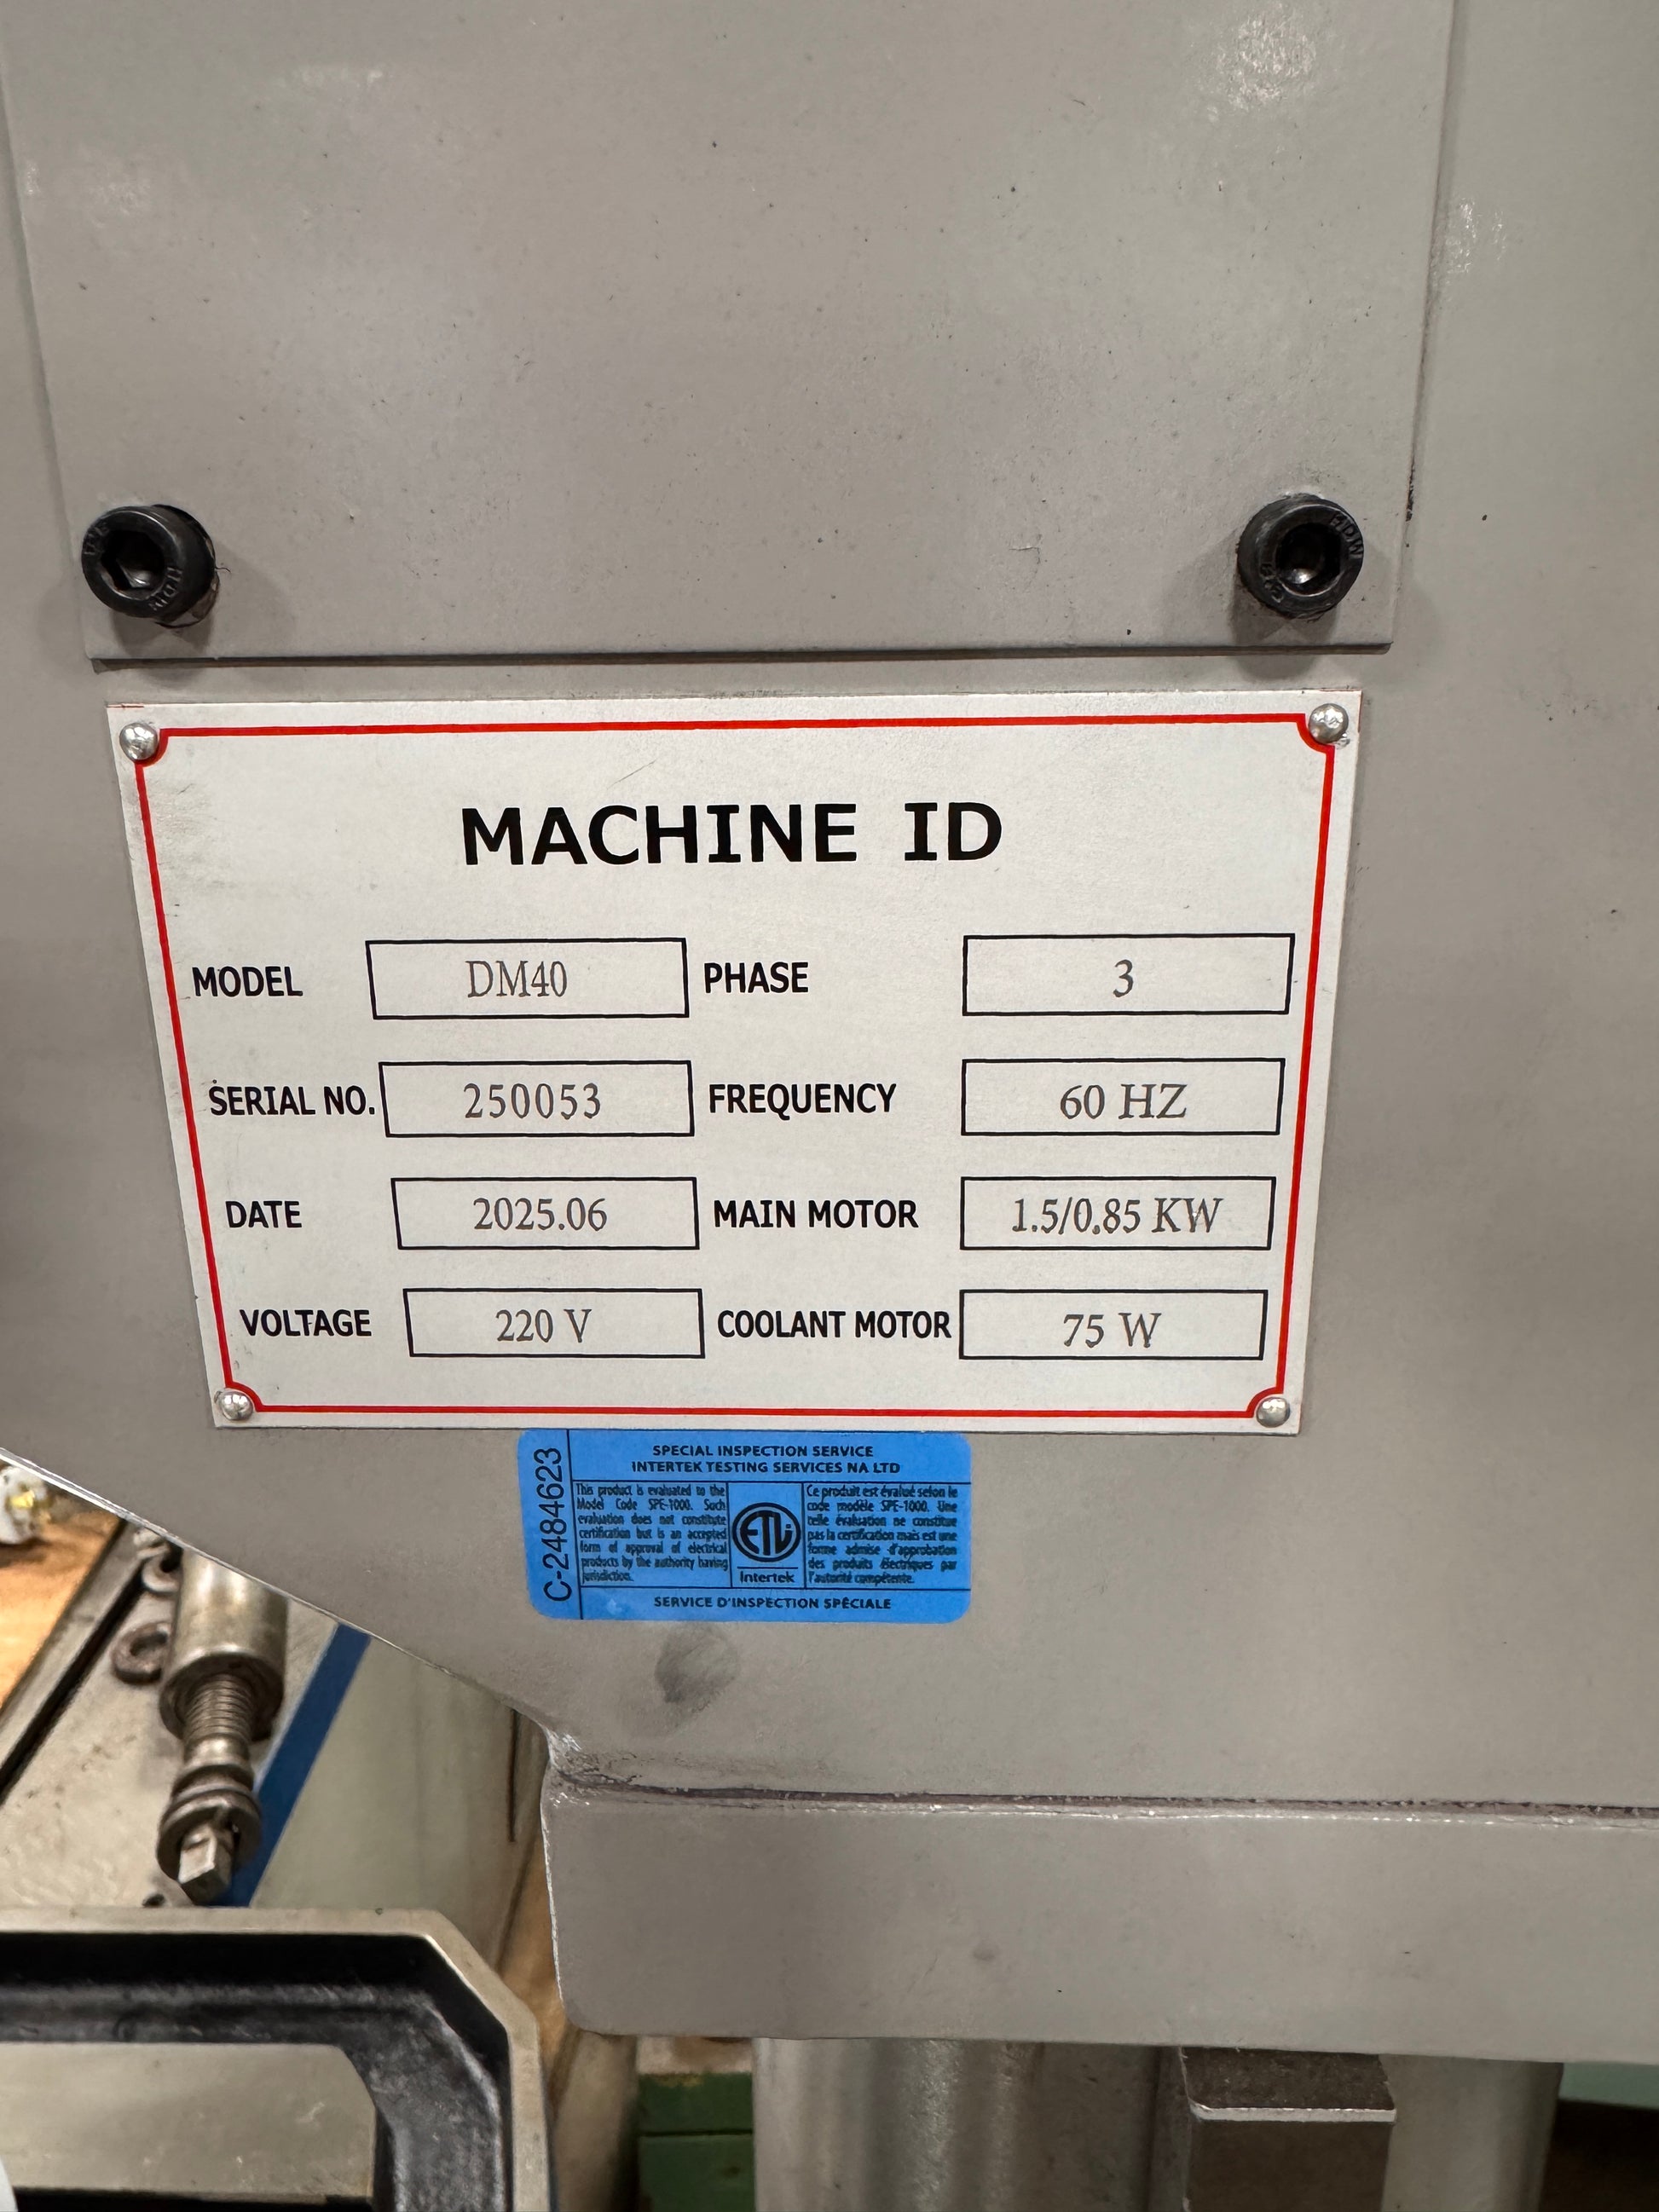 MACHINE ID
MODEL DM40 PHASE 3
SERIAL NO. 250053 FREQUENCY 60 HZ
DATE 2025.06 MAIN MOTOR 1.5/0.85 KW
VOLTAGE 220 V COOLANT MOTOR 75 W
C-2484623
SPECIAL INSPECTION SERVICE
INTERTEK TESTING SERVICES NA LTD
This product is evaluated to the
Model Code SPE-1000. Such
evaluation does not constitute
certification but is an accepted
form of approval of electrical
products by the authority having
jurisdiction.
ETL
Intertek
Ce produit est évalué selon le
code modèle SPE-1000. Une
telle évaluation ne constitue
pas la certification mais est une
forme admise d'approbation
des produits électriques par
l'autorité compétente.
SERVICE D'INSPECTION SPÉCIALE